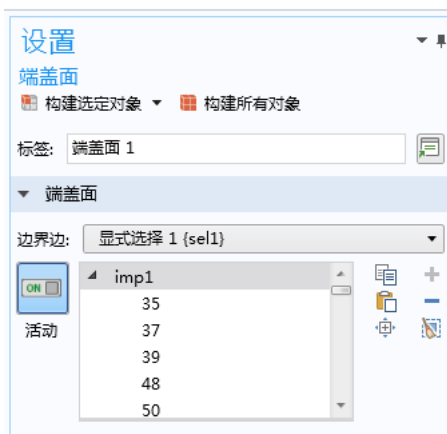 设置
端盖面
构建选定对象 构建所有对象
标签: 端盖面 1
端盖面
边界边: 显式选择 1 {sel1}
ON
活动
imp1
35
37
39
48
50